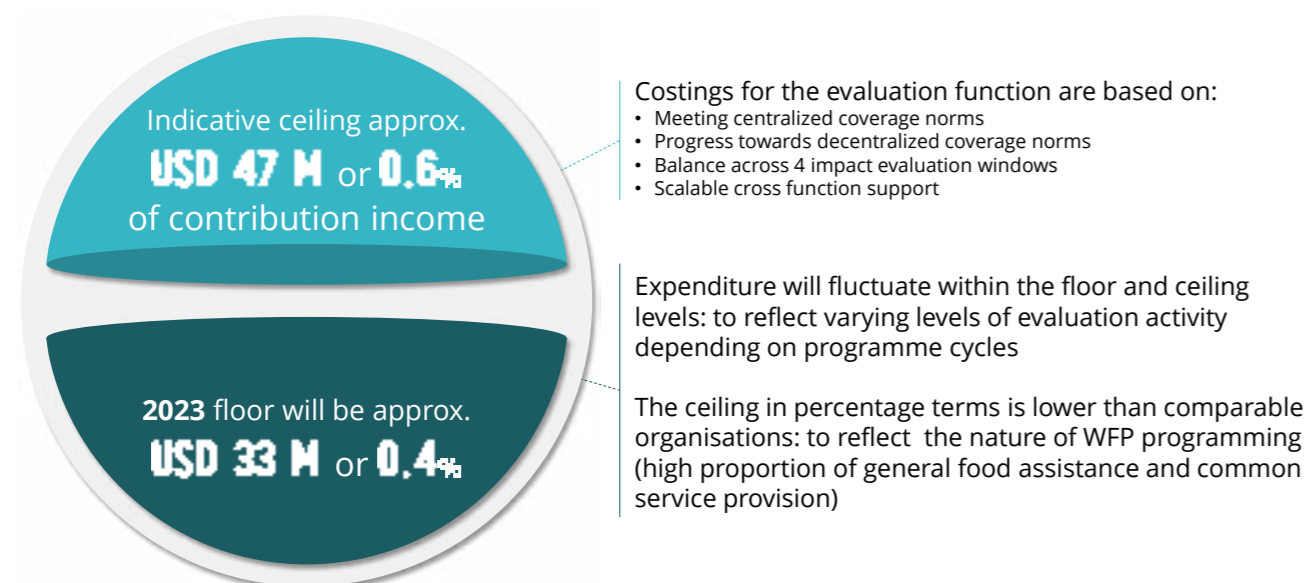 Indicative ceiling approx.
USD 47 M or 0.6%
of contribution income
2023 floor will be approx.
USD 33 M or 0.4%
Costings for the evaluation function are based on:
• Meeting centralized coverage norms
• Progress towards decentralized coverage norms
• Balance across 4 impact evaluation windows
• Scalable cross function support
Expenditure will fluctuate within the floor and ceiling
levels: to reflect varying levels of evaluation activity
depending on programme cycles
The ceiling in percentage terms is lower than comparable
organisations: to reflect the nature of WFP programming
(high proportion of general food assistance and common
service provision)